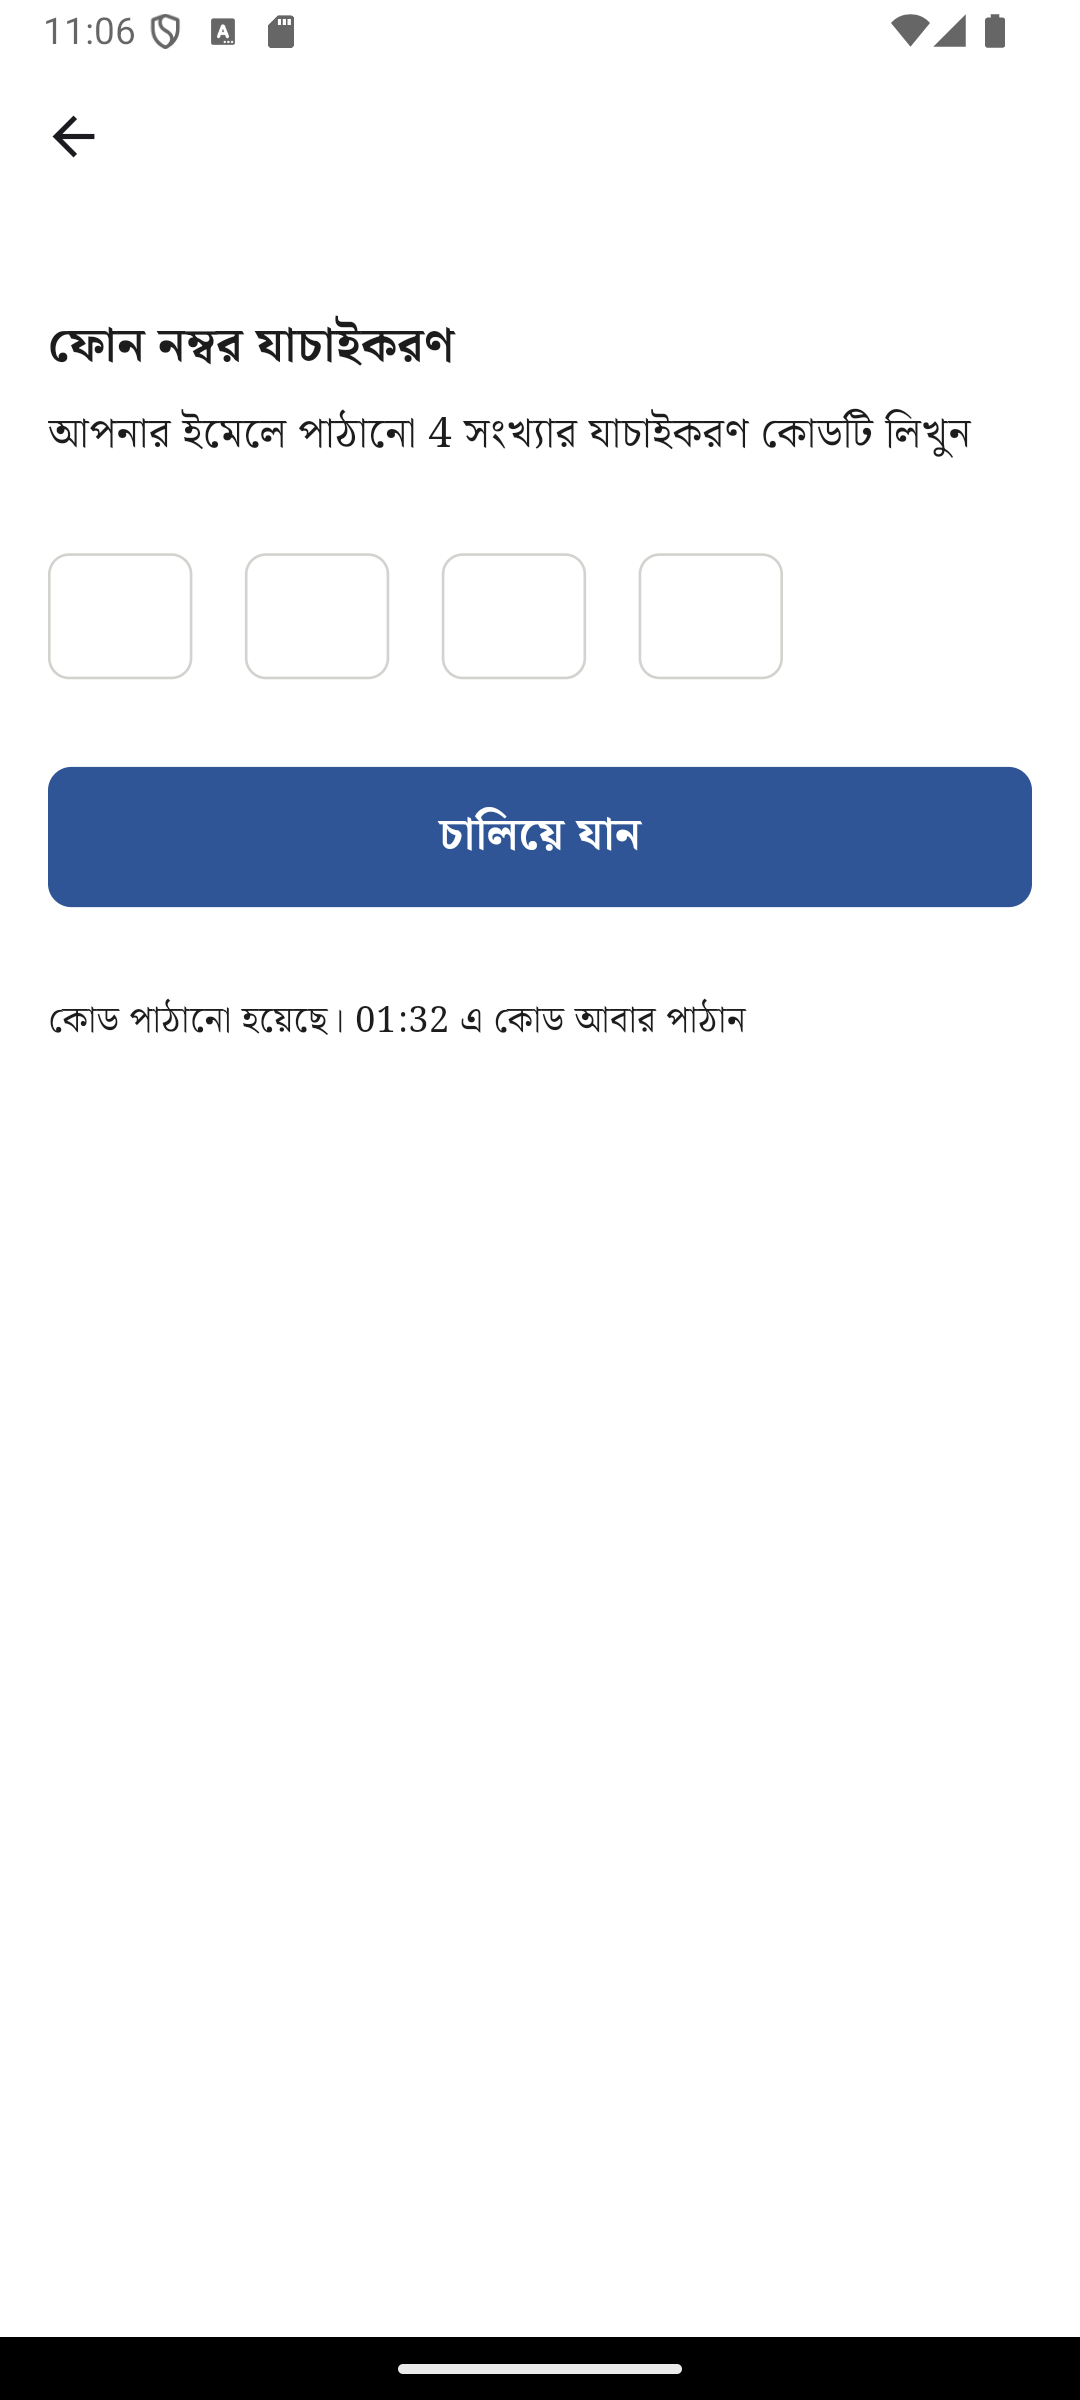 11:06
ফোন নম্বর যাচাইকরণ
আপনার ইমেলে পাঠানো 4 সংখ্যার যাচাইকরণ কোডটি লিখুন
চালিয়ে যান
কোড পাঠানো হয়েছে। 01:32 এ কোড আবার পাঠান